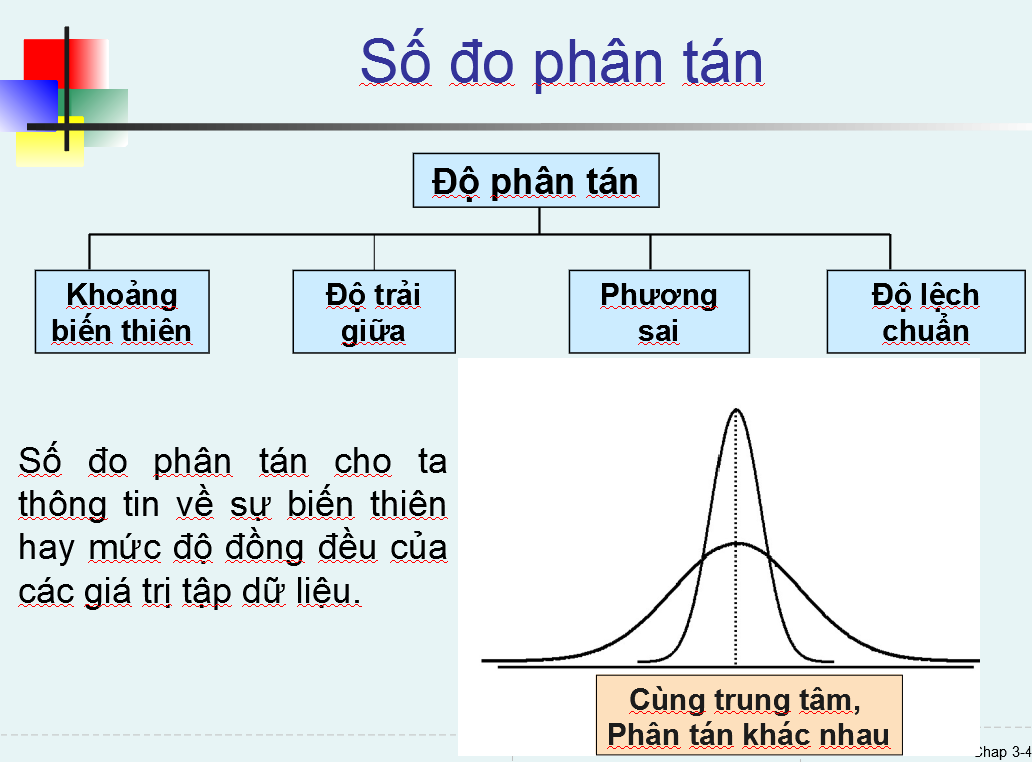 Số đo phân tán
Độ phân tán
Khoảng
biến thiên
Độ trải
giữa
Phương
sai
Độ lệch
chuẩn
Số đo phân tán cho ta
thông tin về sự biến thiên
hay mức độ đồng đều của
các giá trị tập dữ liệu.
Cùng trung tâm,
Phân tán khác nhau
Chap 3-4